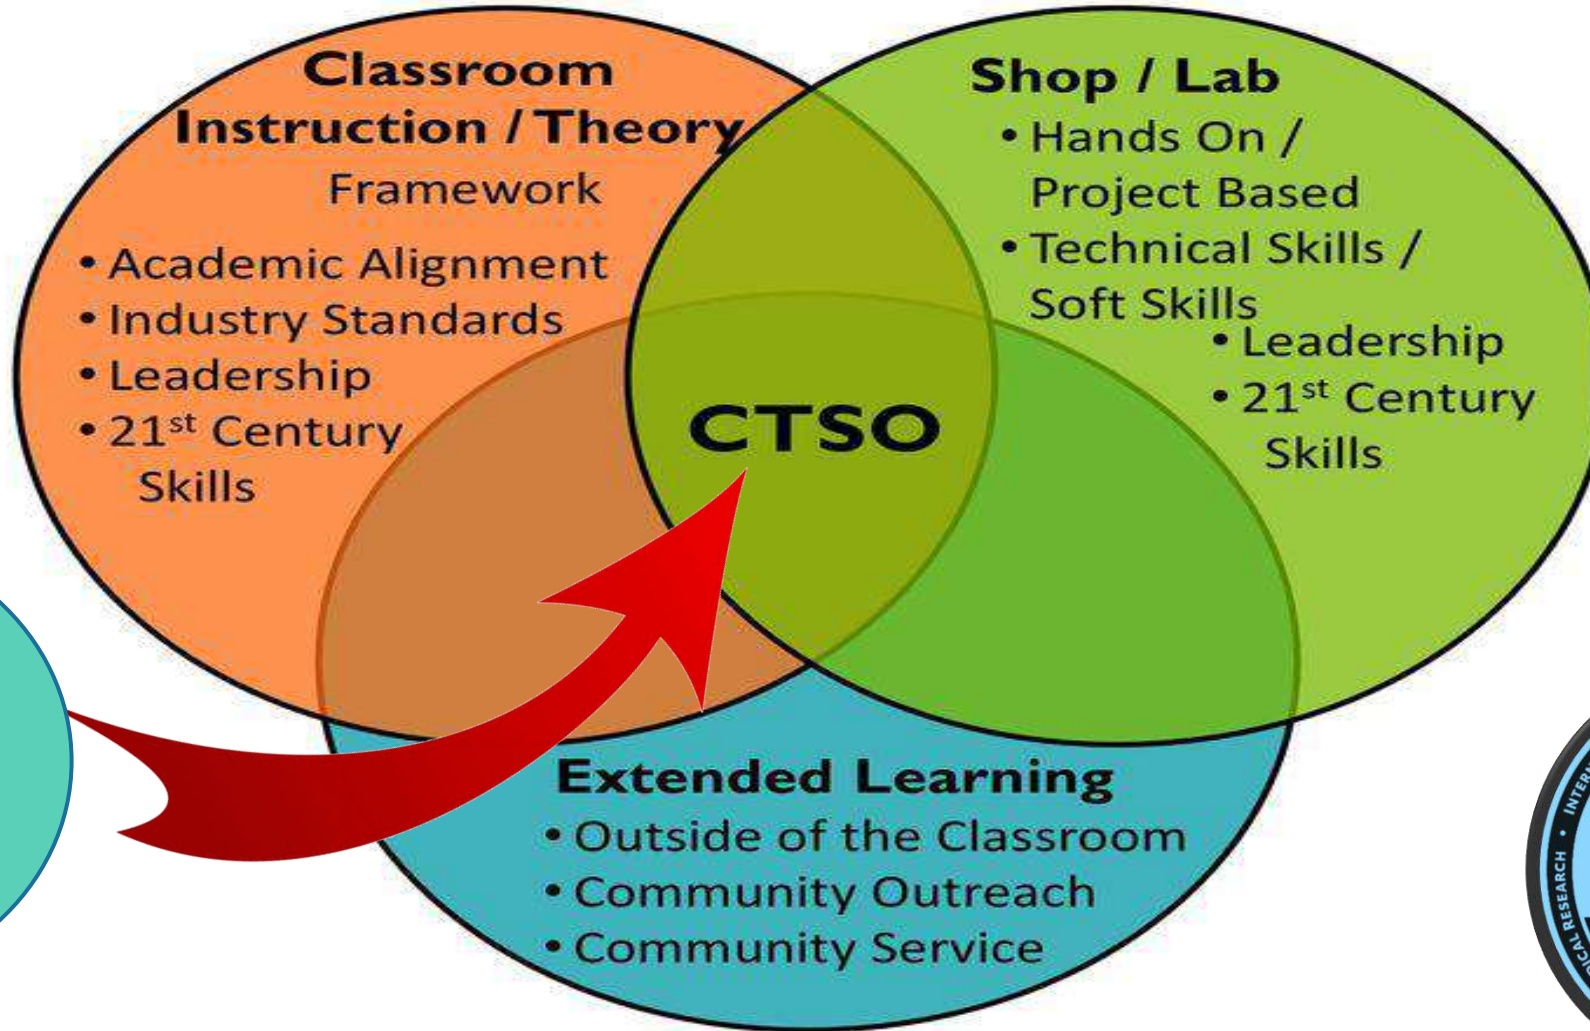 Classroom
Instruction / Theory
Framework
• Academic Alignment
• Industry Standards
• Leadership
• 21st Century
Skills
Shop / Lab
• Hands On /
Project Based
• Technical Skills /
Soft Skills
• Leadership
• 21st Century
Skills
CTSO
Extended Learning
• Outside of the Classroom
• Community Outreach
• Community Service
RESEARCH •